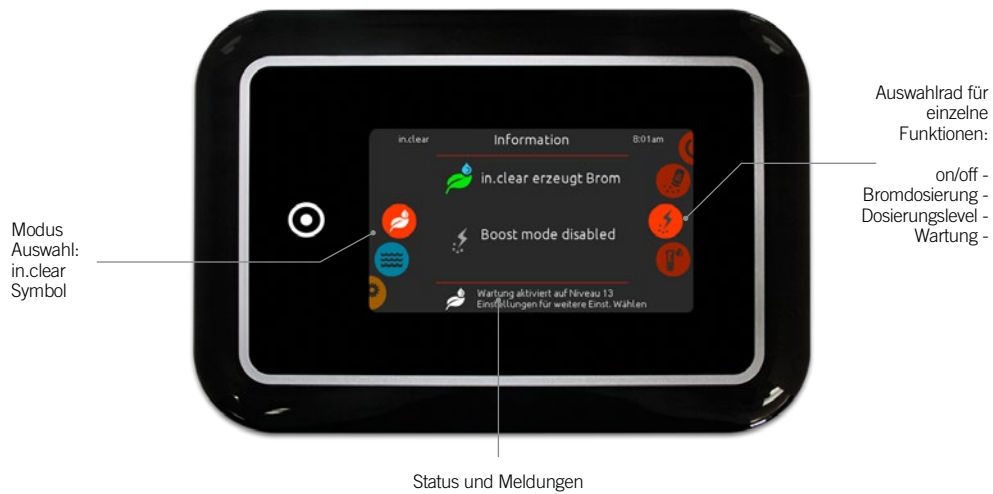 in.clear Information 8:01am
in.clear erzeugt Brom
Boost mode disabled
Wartung aktiviert auf Niveau 13
Einstellungen für weitere Einst. Wählen
Modus
Auswahl:
in.clear
Symbol
Auswahlrad für
einzelne
Funktionen:
on/off -
Bromdosierung -
Dosierungslevel -
Wartung -
Status und Meldungen